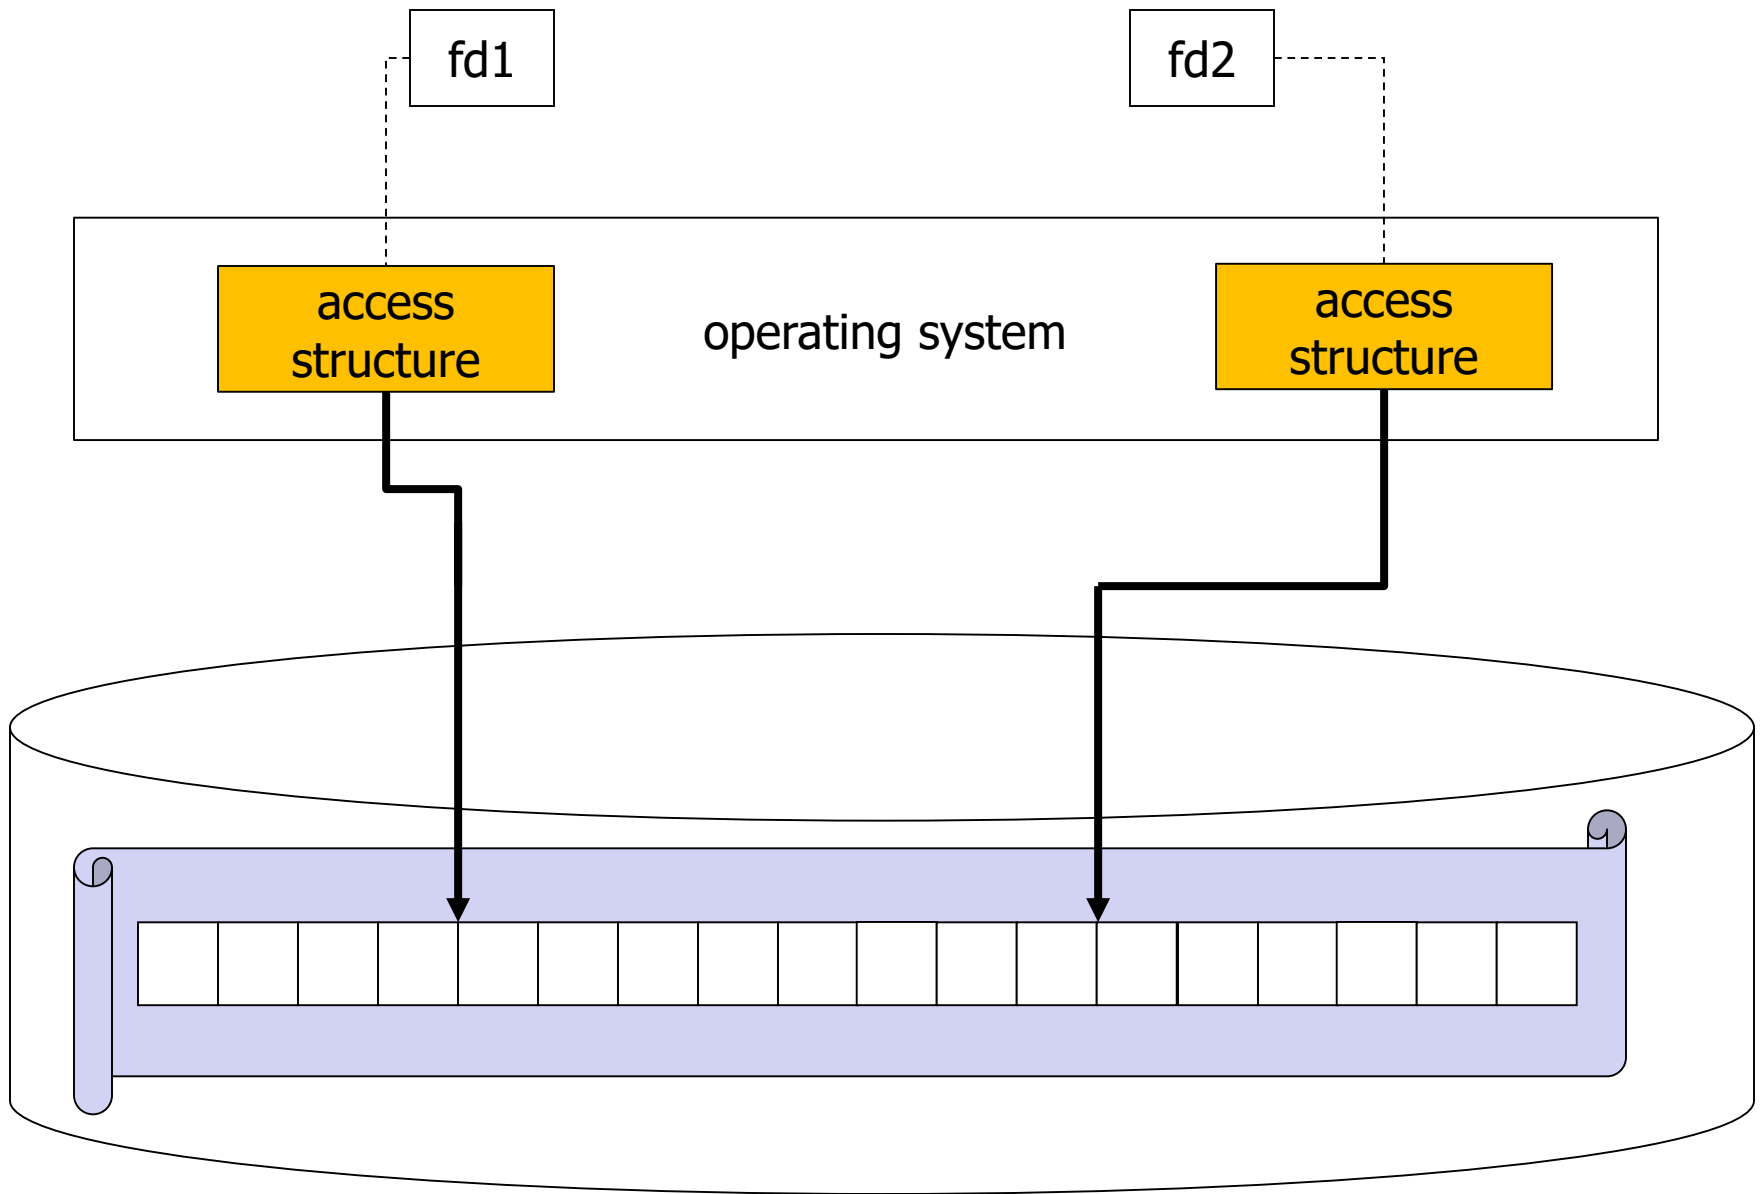 fd1
fd2
access
structure
operating system
access
structure